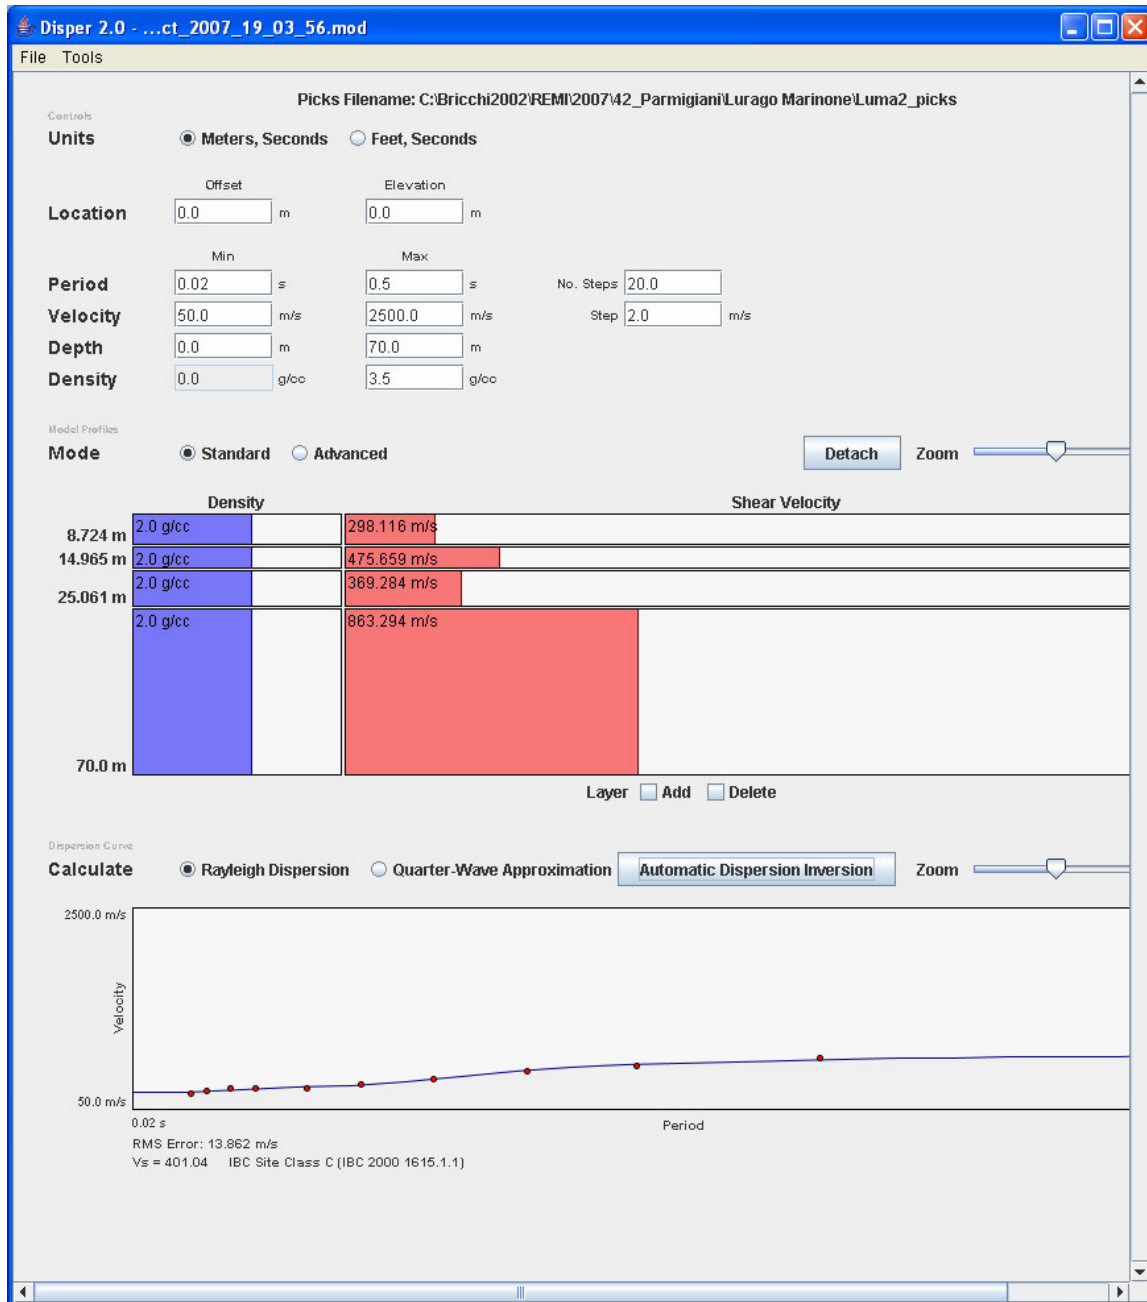 Disper 2.0 - ...ct_2007_19_03_56.mod
File Tools
Picks Filename: C:\Bricchi2002\REMI\2007\42_Parmigiani\Lurago Marinone\Luma2_picks
Controls
Units Meters, Seconds Feet, Seconds
Offset Elevation
Location 0.0 m 0.0 m
Min Max
Period 0.02 s 0.5 s No. Steps 20.0
Velocity 50.0 m/s 2500.0 m/s Step 2.0 m/s
Depth 0.0 m 70.0 m
Density 0.0 g/cc 3.5 g/cc
Model Profiles
Mode Standard Advanced Detach Zoom
Density Shear Velocity
2.0 g/cc 298.116 m/s
8.724 m
14.965 m 2.0 g/cc 475.659 m/s
2.0 g/cc 369.284 m/s
25.061 m
2.0 g/cc 863.294 m/s
70.0 m
Layer Add Delete
Dispersion Curve
Calculate Rayleigh Dispersion Quarter-Wave Approximation Automatic Dispersion Inversion Zoom
2500.0 m/s
Velocity
50.0 m/s
0.02 s Period
RMS Error: 13.862 m/s
Vs = 401.04 IBC Site Class C (IBC 2000 1615.1.1)